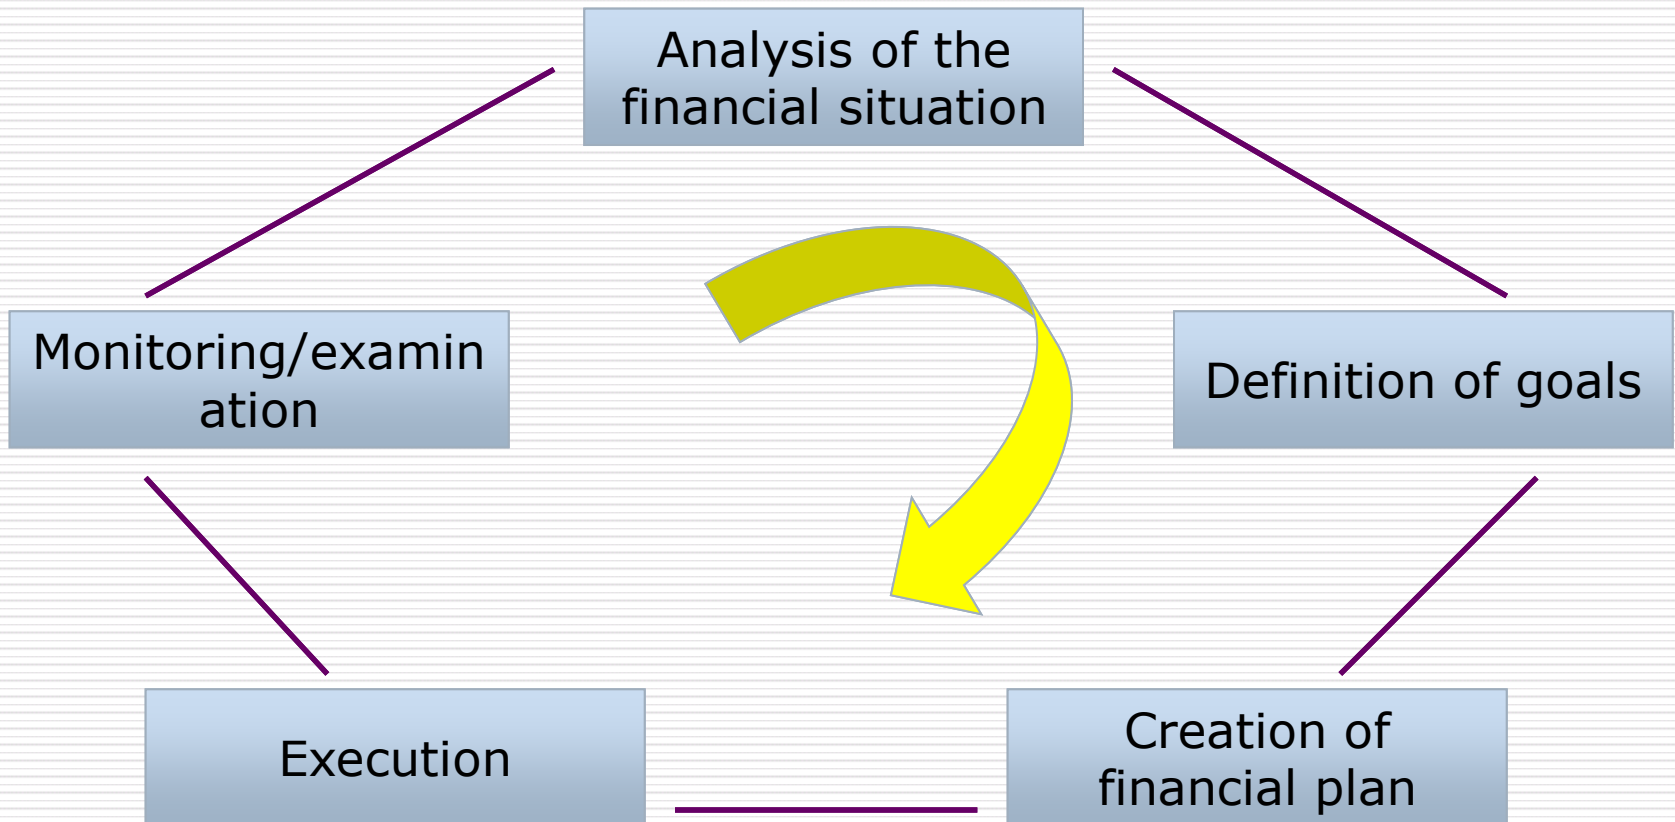 Analysis of the
financial situation
Monitoring/examin
ation
Definition of goals
Execution
Creation of
financial plan